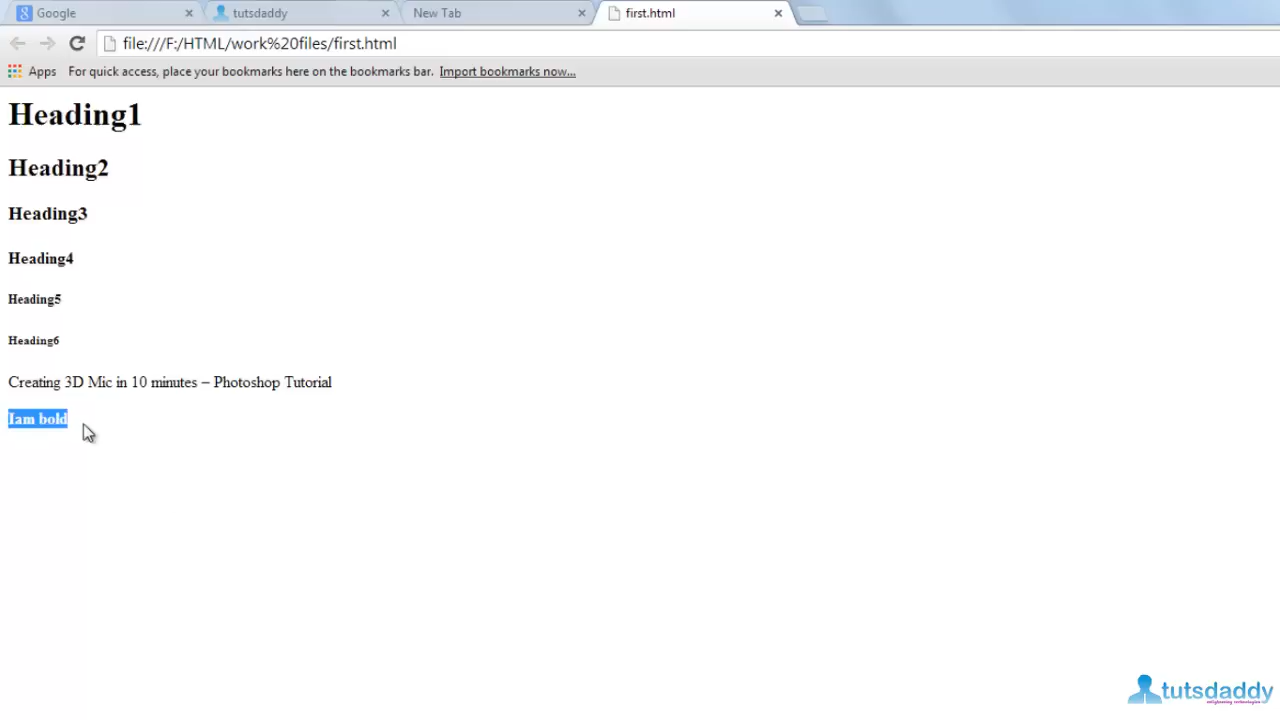 Google
tutsdaddy
New Tab
first.html
file:///F:/HTML/work%20files/first.html
Apps For quick access, place your bookmarks here on the bookmarks bar. Import bookmarks now...
Heading1
Heading2
Heading3
Heading4
Heading5
Heading6
Creating 3D Mic in 10 minutes – Photoshop Tutorial
Iam bold
tutsdaddy
enlightening technologies